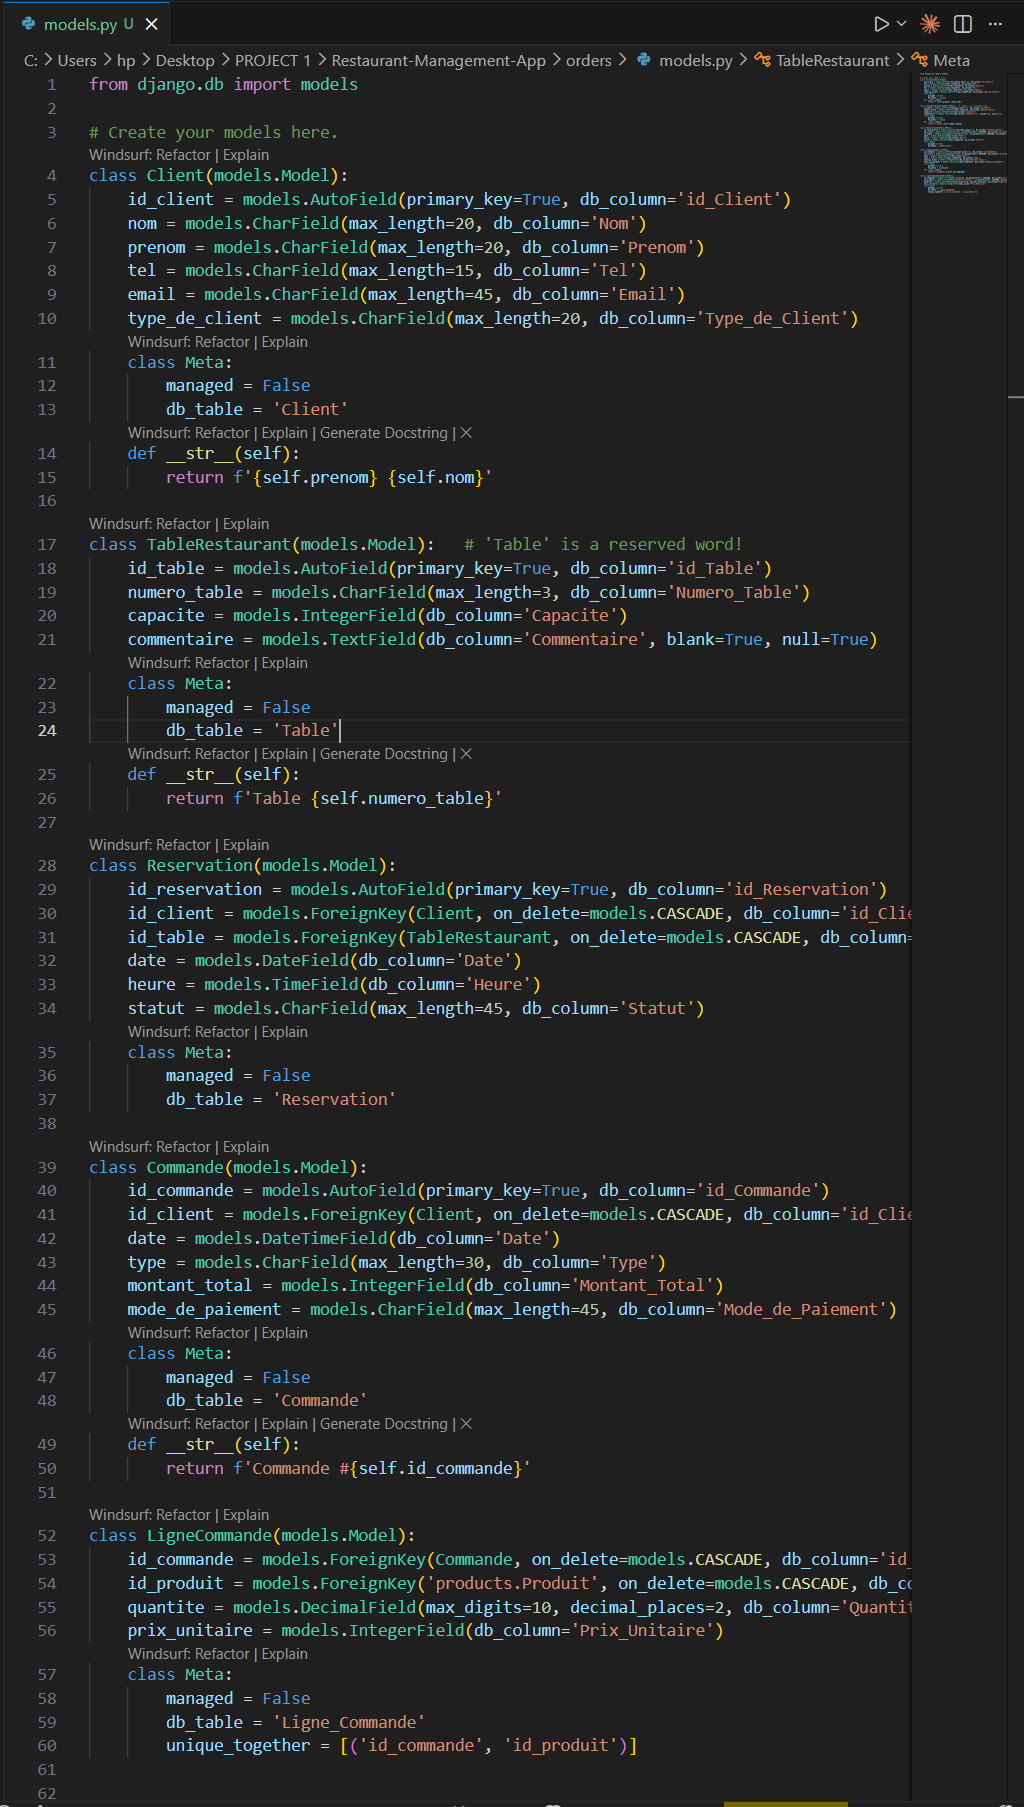 models.py U
C: > Users > hp > Desktop > PROJECT 1 > Restaurant-Management-App > orders > models.py > TableRestaurant > Meta
1 from django.db import models
2
3 # Create your models here.
Windsurf: Refactor | Explain
4 class Client(models.Model):
5 id_client = models.AutoField(primary_key=True, db_column='id_Client')
6 nom = models.CharField(max_length=20, db_column='Nom')
7 prenom = models.CharField(max_length=20, db_column='Prenom')
8 tel = models.CharField(max_length=15, db_column='Tel')
9 email = models.CharField(max_length=45, db_column='Email')
10 type_de_client = models.CharField(max_length=20, db_column='Type_de_Client')
Windsurf: Refactor | Explain
11 class Meta:
12 managed = False
13 db_table = 'Client'
Windsurf: Refactor | Explain | Generate Docstring | ×
14 def __str__(self):
15 return f'{self.prenom} {self.nom}'
16
Windsurf: Refactor | Explain
17 class TableRestaurant(models.Model): # 'Table' is a reserved word!
18 id_table = models.AutoField(primary_key=True, db_column='id_Table')
19 numero_table = models.CharField(max_length=3, db_column='Numero_Table')
20 capacite = models.IntegerField(db_column='Capacite')
21 commentaire = models.TextField(db_column='Commentaire', blank=True, null=True)
Windsurf: Refactor | Explain
22 class Meta:
23 managed = False
24 db_table = 'Table'
Windsurf: Refactor | Explain | Generate Docstring | ×
25 def __str__(self):
26 return f'Table {self.numero_table}'
27
Windsurf: Refactor | Explain
28 class Reservation(models.Model):
29 id_reservation = models.AutoField(primary_key=True, db_column='id_Reservation')
30 id_client = models.ForeignKey(Client, on_delete=models.CASCADE, db_column='id_Clie
31 id_table = models.ForeignKey(TableRestaurant, on_delete=models.CASCADE, db_column=
32 date = models.DateField(db_column='Date')
33 heure = models.TimeField(db_column='Heure')
34 statut = models.CharField(max_length=45, db_column='Statut')
Windsurf: Refactor | Explain
35 class Meta:
36 managed = False
37 db_table = 'Reservation'
38
Windsurf: Refactor | Explain
39 class Commande(models.Model):
40 id_commande = models.AutoField(primary_key=True, db_column='id_Commande')
41 id_client = models.ForeignKey(Client, on_delete=models.CASCADE, db_column='id_Clie
42 date = models.DateTimeField(db_column='Date')
43 type = models.CharField(max_length=30, db_column='Type')
44 montant_total = models.IntegerField(db_column='Montant_Total')
45 mode_de_paiement = models.CharField(max_length=45, db_column='Mode_de_Paiement')
Windsurf: Refactor | Explain
46 class Meta:
47 managed = False
48 db_table = 'Commande'
Windsurf: Refactor | Explain | Generate Docstring | ×
49 def __str__(self):
50 return f'Commande #{self.id_commande}'
51
Windsurf: Refactor | Explain
52 class LigneCommande(models.Model):
53 id_commande = models.ForeignKey(Commande, on_delete=models.CASCADE, db_column='id_
54 id_produit = models.ForeignKey('products.Produit', on_delete=models.CASCADE, db_co
55 quantite = models.DecimalField(max_digits=10, decimal_places=2, db_column='Quantit
56 prix_unitaire = models.IntegerField(db_column='Prix_Unitaire')
Windsurf: Refactor | Explain
57 class Meta:
58 managed = False
59 db_table = 'Ligne_Commande'
60 unique_together = [('id_commande', 'id_produit')]
61
62